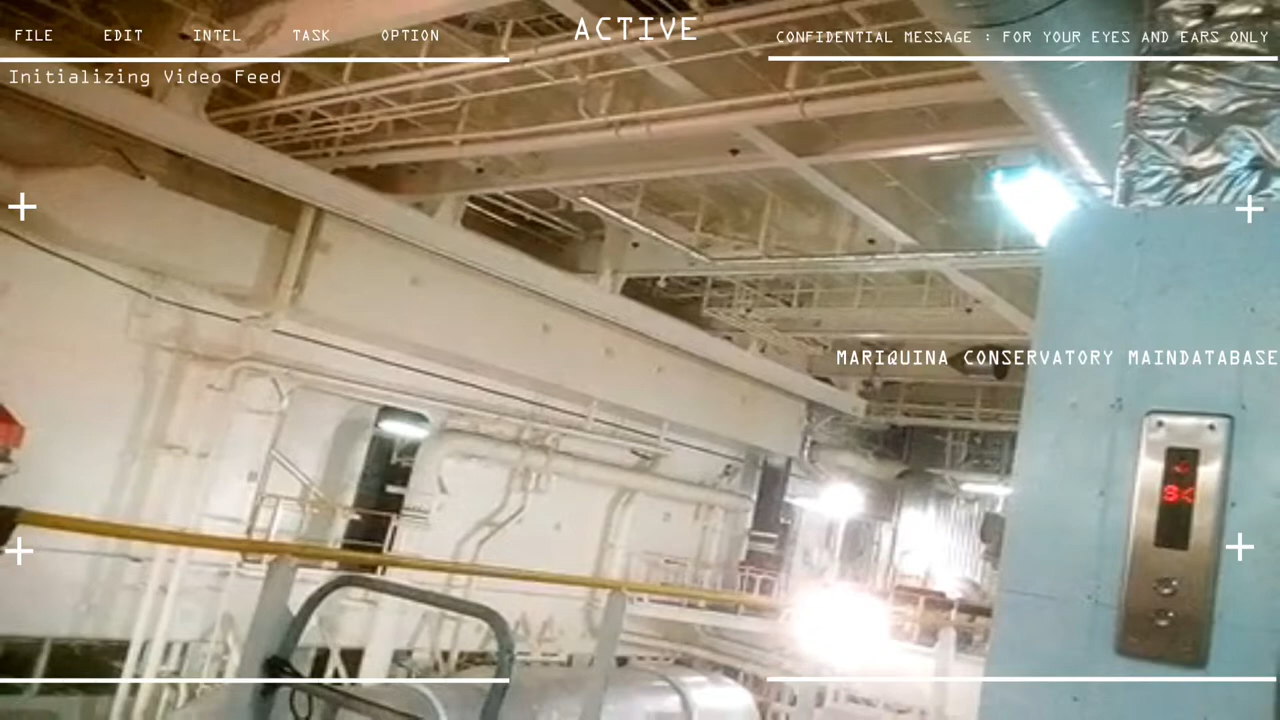 FILE EDIT INTEL TASK OPTION
ACTIVE
CONFIDENTIAL MESSAGE : FOR YOUR EYES AND EARS ONLY
Initializing Video Feed
MARIQUINA CONSERVATORY MAINDATABASE